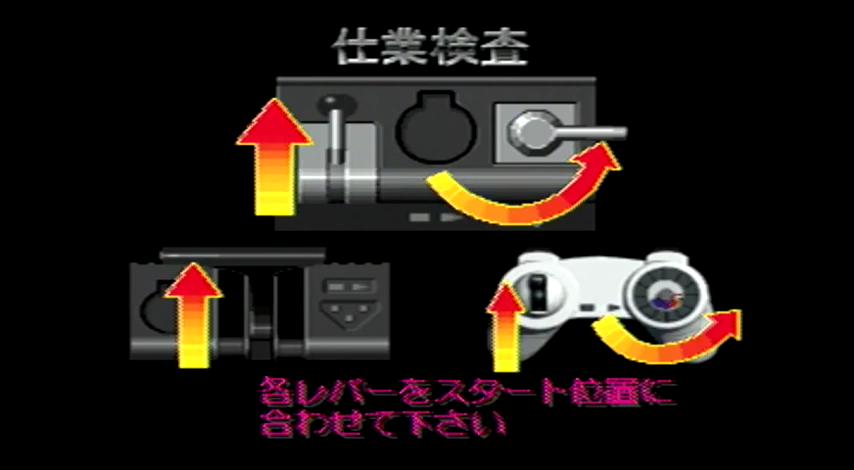 仕業検査
各レバーをスタート位置に
合わせて下さい